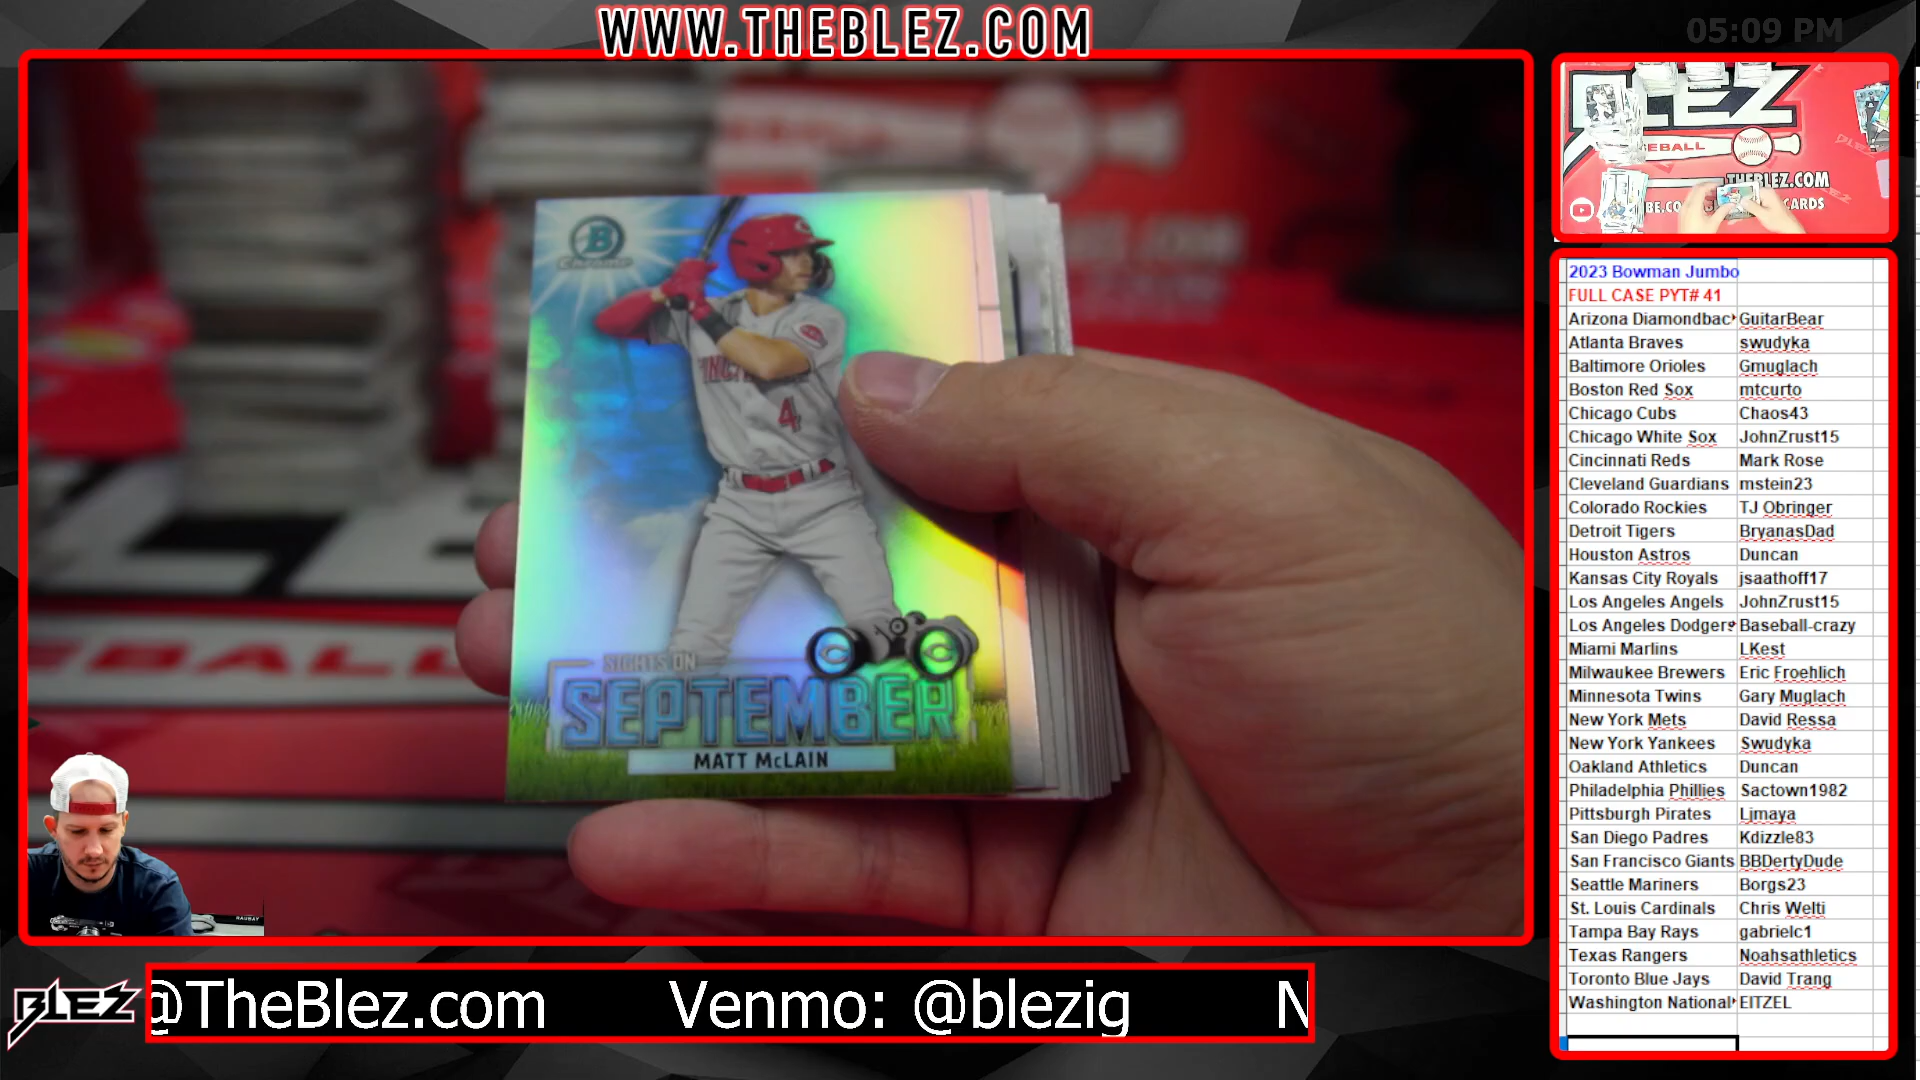 WWW.THEBLEZ.COM
05:09 PM
B
Chrome
4
SIGHTS ON
SEPTEMBER
MATT McLAIN
BLEZ
THEBLEZ.COM
CARDS
2023 Bowman Jumbo
FULL CASE PYT# 41
Arizona Diamondbac GuitarBear
Atlanta Braves swudyka
Baltimore Orioles Gmuglach
Boston Red Sox mtcurto
Chicago Cubs Chaos43
Chicago White Sox JohnZrust15
Cincinnati Reds Mark Rose
Cleveland Guardians mstein23
Colorado Rockies TJ Obringer
Detroit Tigers BryanasDad
Houston Astros Duncan
Kansas City Royals jsaathoff17
Los Angeles Angels JohnZrust15
Los Angeles Dodgers Baseball-crazy
Miami Marlins LKest
Milwaukee Brewers Eric Froehlich
Minnesota Twins Gary Muglach
New York Mets David Ressa
New York Yankees Swudyka
Oakland Athletics Duncan
Philadelphia Phillies Sactown1982
Pittsburgh Pirates Ljmaya
San Diego Padres Kdizzle83
San Francisco Giants BBDertyDude
Seattle Mariners Borgs23
St. Louis Cardinals Chris Welti
Tampa Bay Rays gabrielc1
Texas Rangers Noahsathletics
Toronto Blue Jays David Trang
Washington National EITZEL
BLEZ
@TheBlez.com Venmo: @blezig N